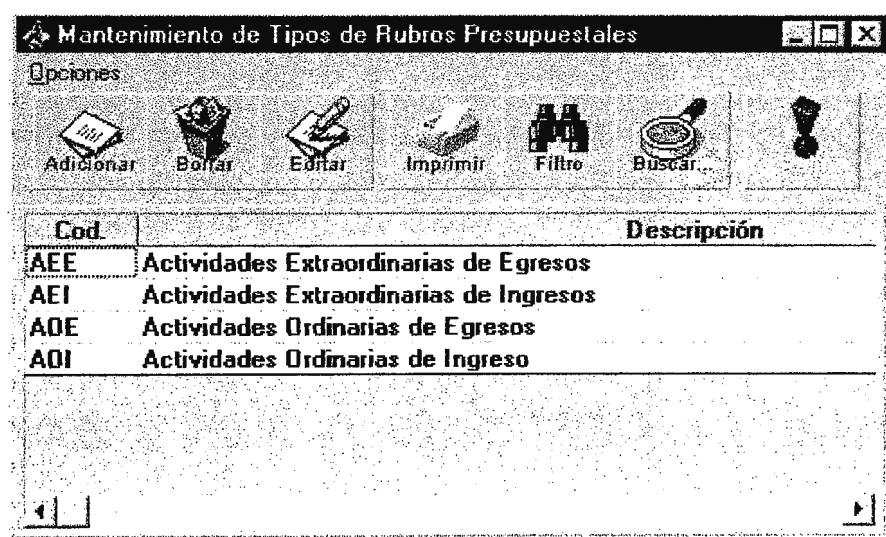 Mantenimiento de Tipos de Rubros Presupuestales
Opciones
Adicionar Borrar Editar Imprimir Filtro Buscar...
Cod. Descripción
AEE Actividades Extraordinarias de Egresos
AEI Actividades Extraordinarias de Ingresos
AOE Actividades Ordinarias de Egresos
AOI Actividades Ordinarias de Ingreso